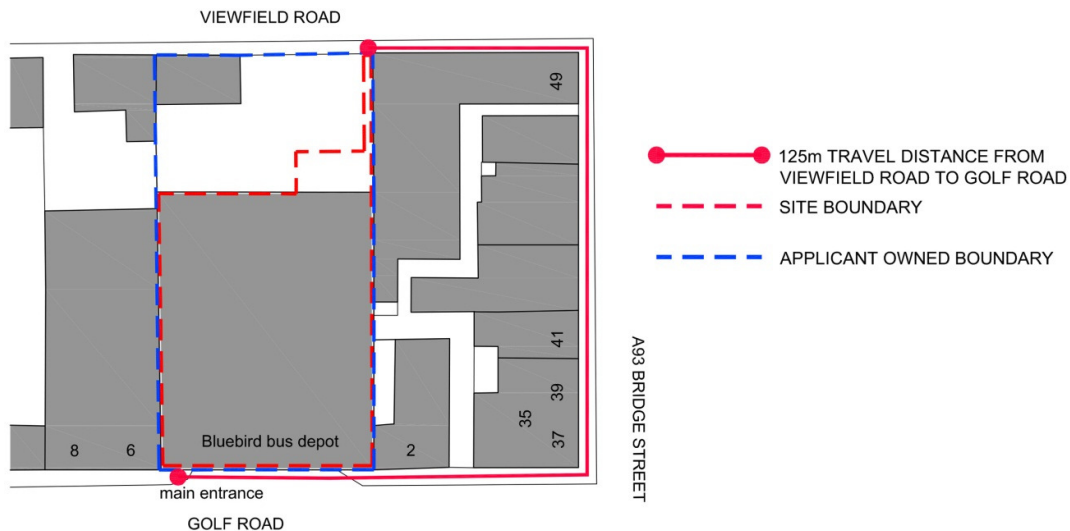 VIEWFIELD ROAD
49
125m TRAVEL DISTANCE FROM
VIEWFIELD ROAD TO GOLF ROAD
SITE BOUNDARY
APPLICANT OWNED BOUNDARY
41
A93 BRIDGE STREET
39
35
37
8
6
Bluebird bus depot
2
main entrance
GOLF ROAD